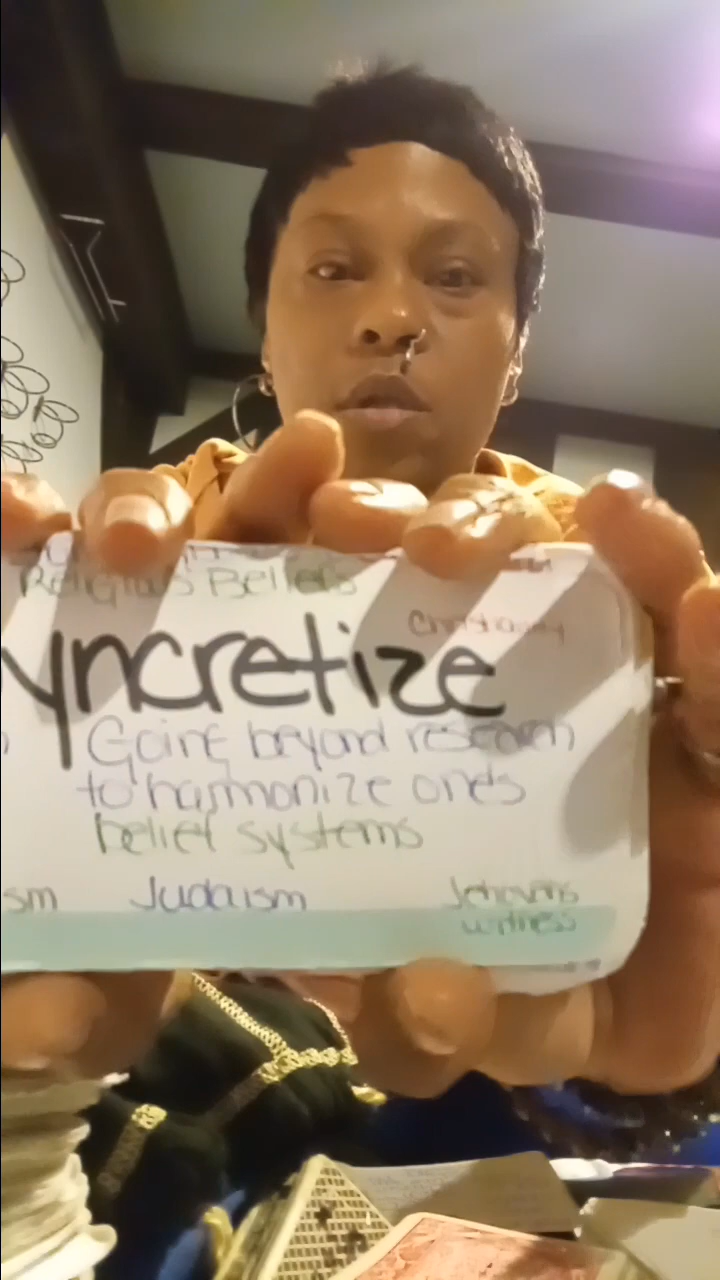 Religious Beliefs
Christianity
yncretize
Going beyond research
to harmonize one's
belief systems
sm Judaism Jehovah's
witness